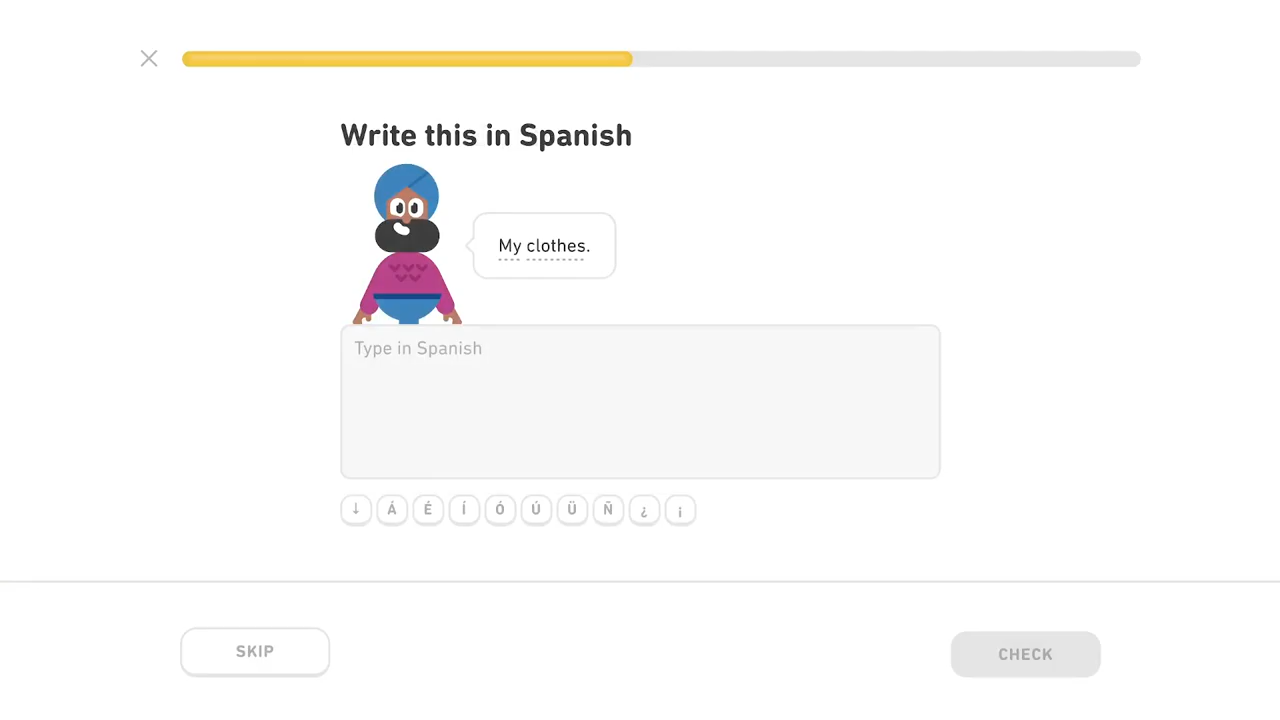 Write this in Spanish
My clothes.
Type in Spanish
↓ Á É Í Ó Ú Ü Ñ ¿ ¡
SKIP
CHECK